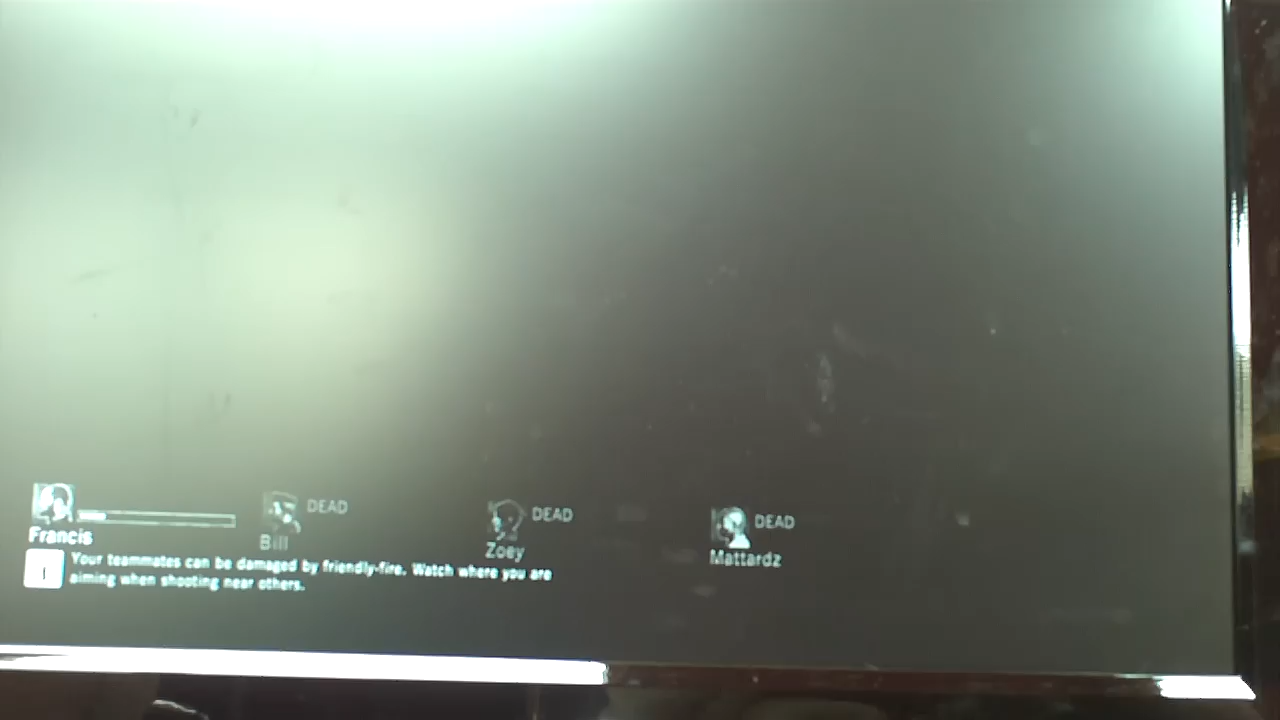 DEAD
DEAD
DEAD
Francis
Bill
Zoey
Mattardz
Your teammates can be damaged by friendly-fire. Watch where you are
aiming when shooting near others.